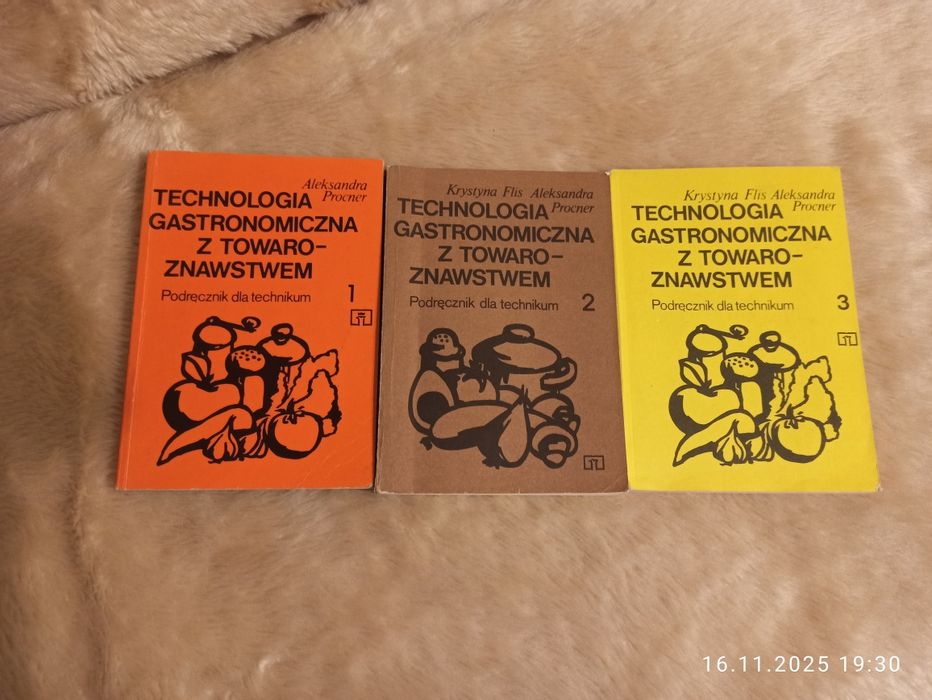 Aleksandra
Procner
TECHNOLOGIA
GASTRONOMICZNA
Z TOWARO-
ZNAWSTWEM
Podręcznik dla technikum 1
Krystyna Flis Aleksandra
Procner
TECHNOLOGIA
GASTRONOMICZNA
Z TOWARO-
ZNAWSTWEM
Podręcznik dla technikum 2
Krystyna Flis Aleksandra
Procner
TECHNOLOGIA
GASTRONOMICZNA
Z TOWARO-
ZNAWSTWEM
Podręcznik dla technikum 3
16.11.2025 19:30